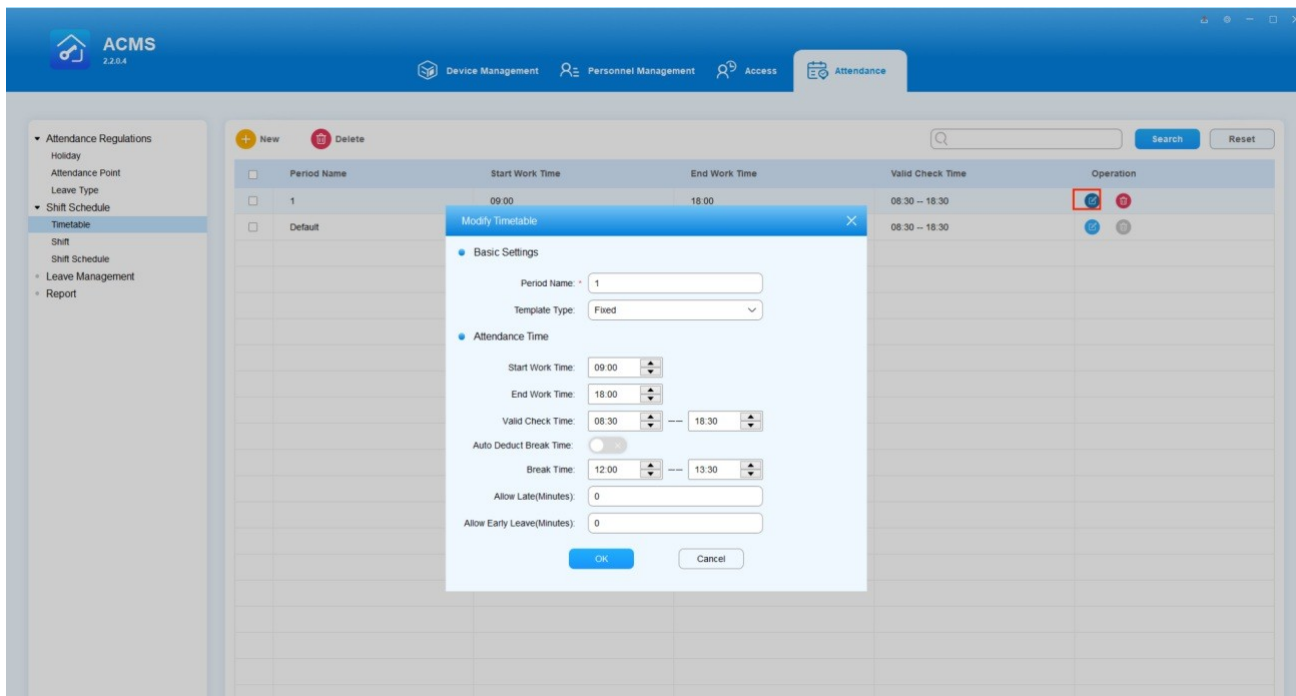 ACMS
2.2.0.4
Device Management Personnel Management Access Attendance
Attendance Regulations
Holiday
Attendance Point
Leave Type
Shift Schedule
Timetable
Shift
Shift Schedule
Leave Management
Report
New Delete Search Reset
Period Name Start Work Time End Work Time Valid Check Time Operation
1 09:00 18:00 08:30 -- 18:30
Default 08:30 -- 18:30
Modify Timetable
Basic Settings
Period Name: * 1
Template Type: Fixed
Attendance Time
Start Work Time: 09:00
End Work Time: 18:00
Valid Check Time: 08:30 --- 18:30
Auto Deduct Break Time:
Break Time: 12:00 --- 13:30
Allow Late(Minutes): 0
Allow Early Leave(Minutes): 0
OK Cancel